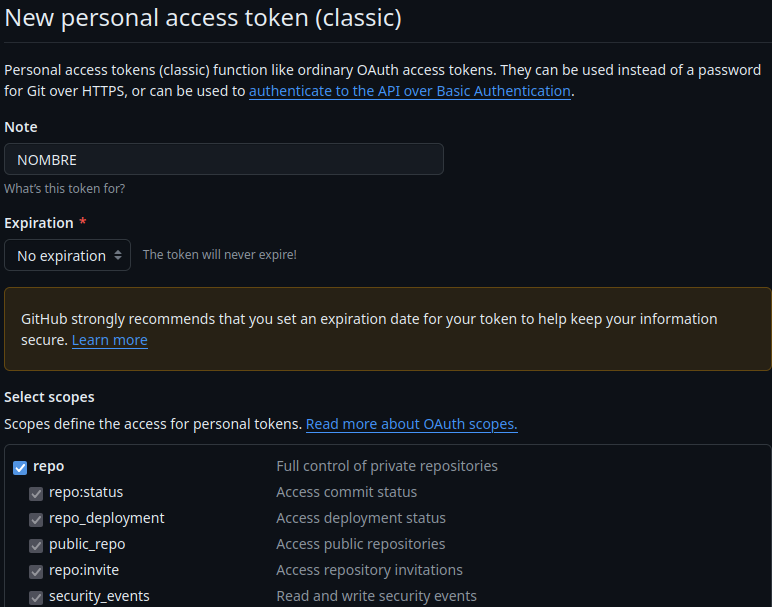 New personal access token (classic)
Personal access tokens (classic) function like ordinary OAuth access tokens. They can be used instead of a password
for Git over HTTPS, or can be used to authenticate to the API over Basic Authentication.
Note
NOMBRE
What's this token for?
Expiration *
No expiration The token will never expire!
GitHub strongly recommends that you set an expiration date for your token to help keep your information
secure. Learn more
Select scopes
Scopes define the access for personal tokens. Read more about OAuth scopes.
repo Full control of private repositories
repo:status Access commit status
repo_deployment Access deployment status
public_repo Access public repositories
repo:invite Access repository invitations
security_events Read and write security events